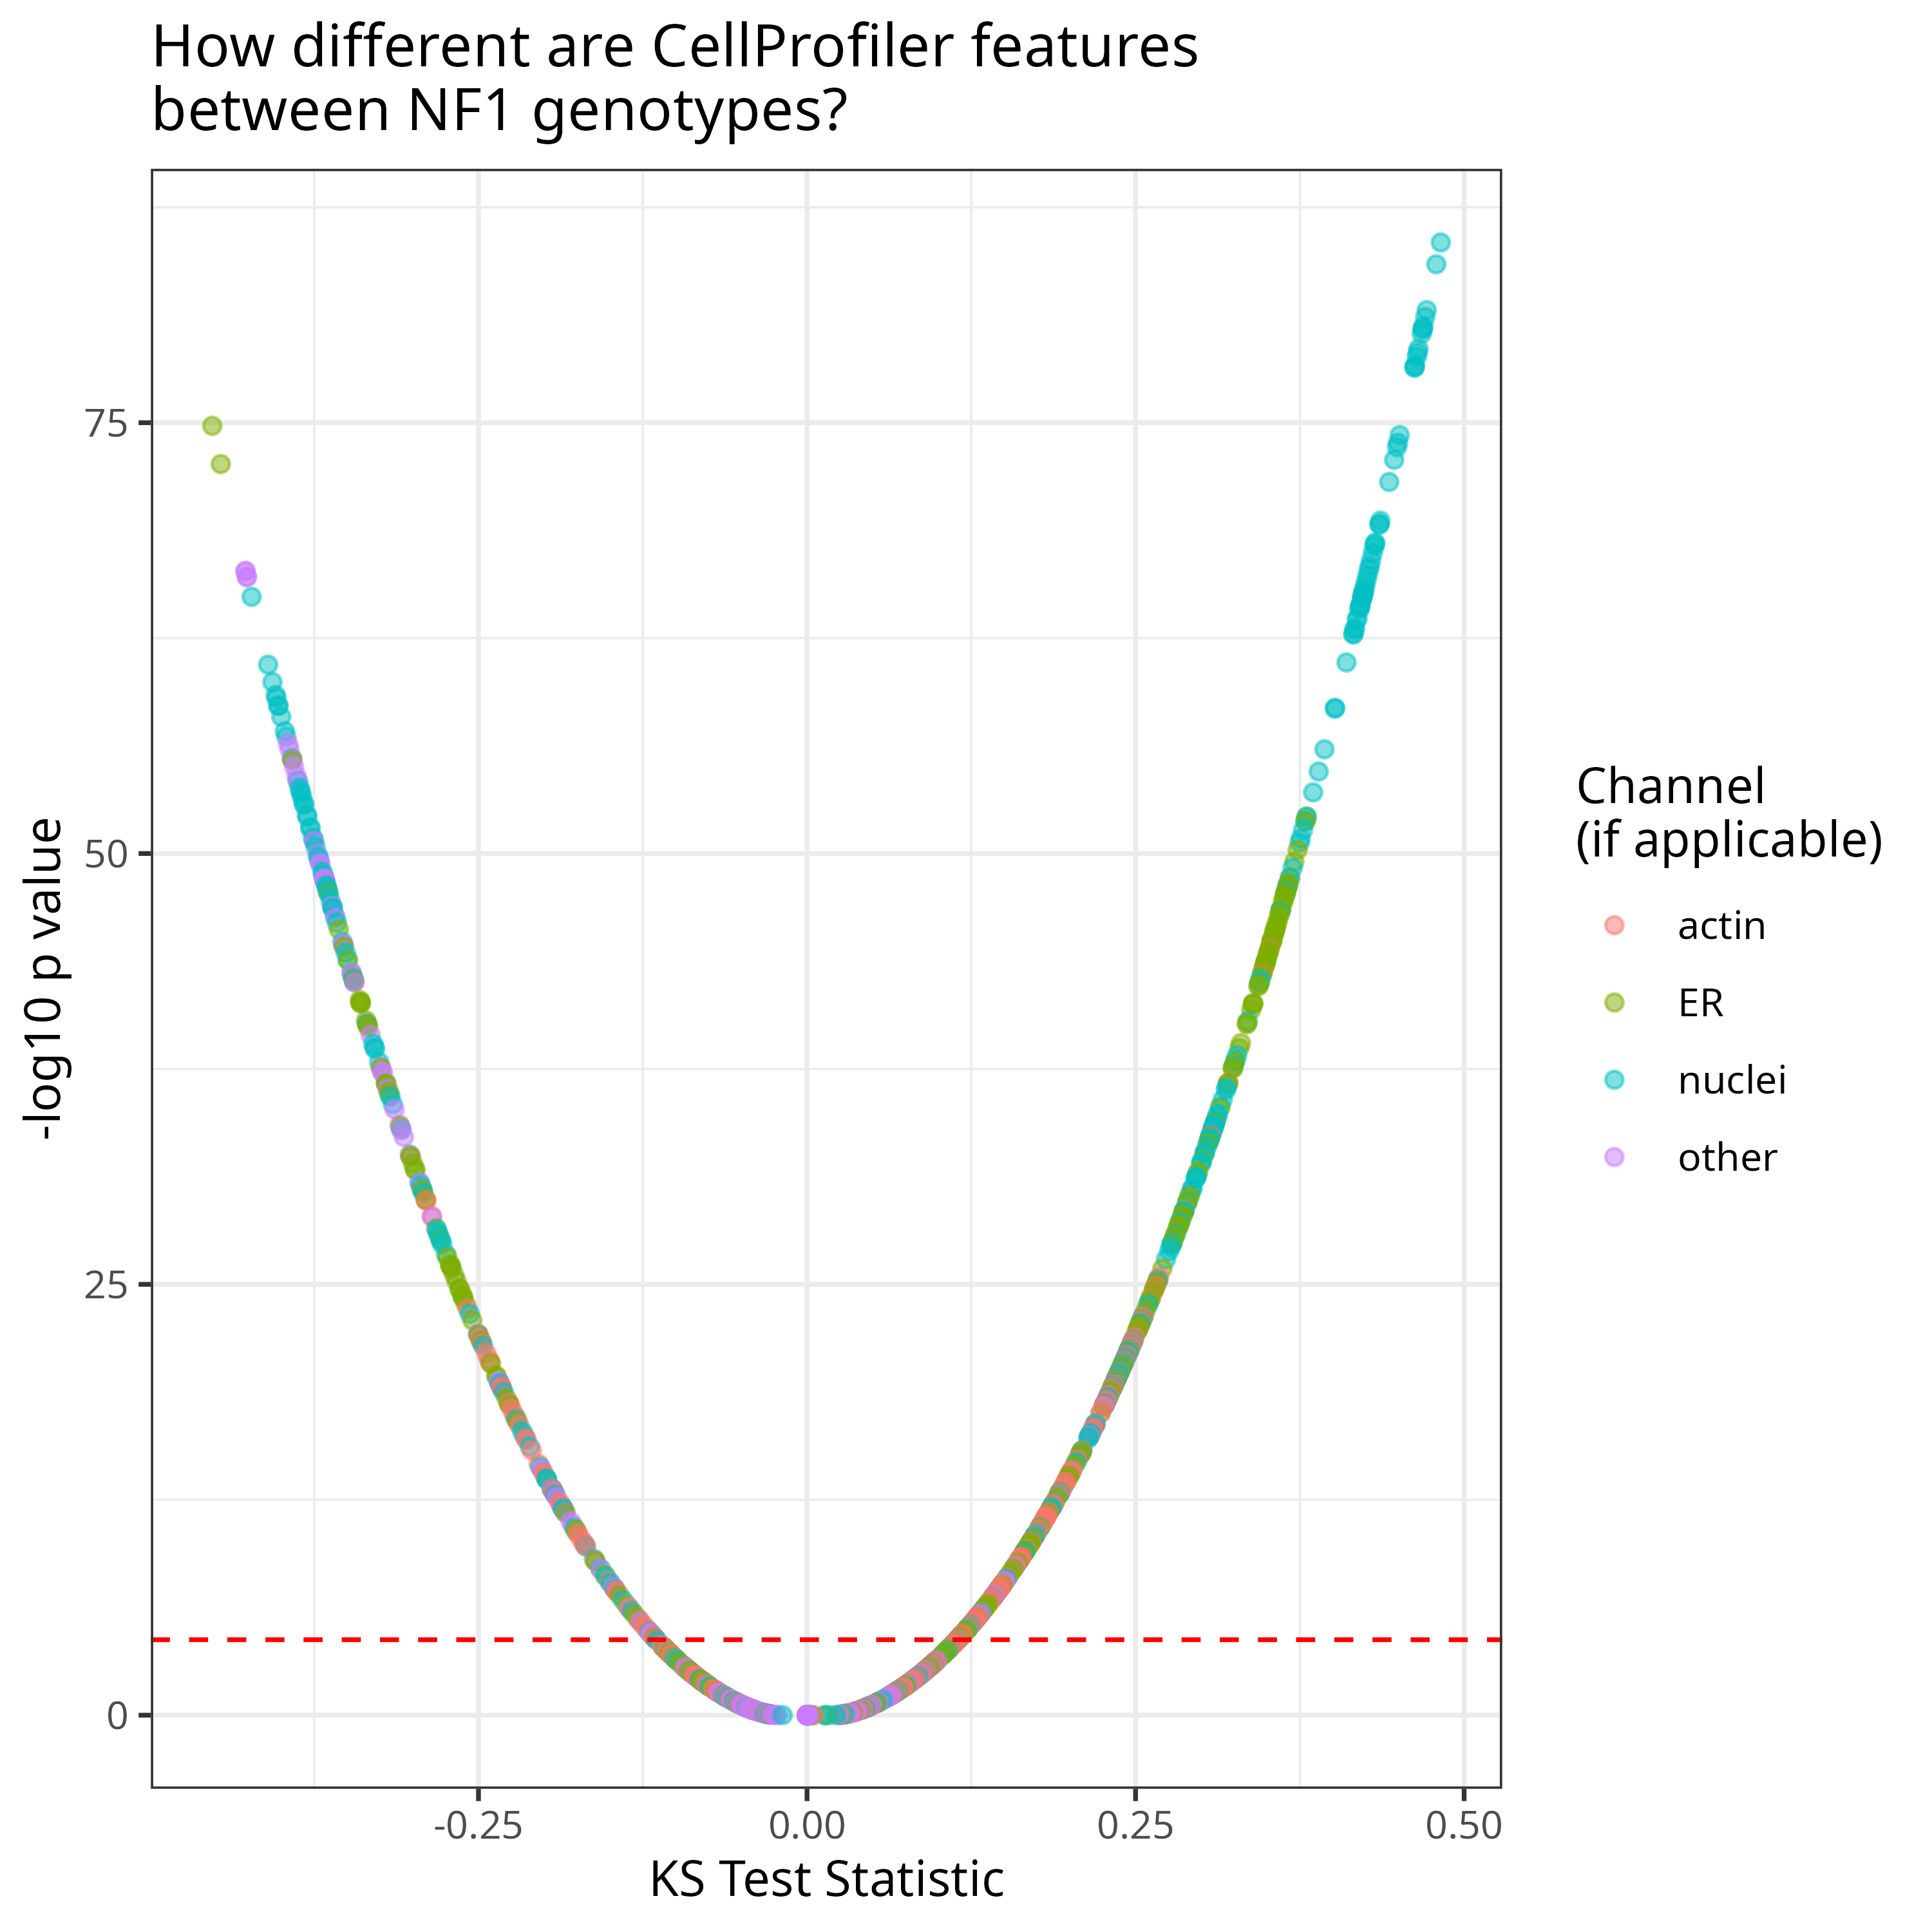 How different are CellProfiler features
between NF1 genotypes?
75
50
25
0
-log10 p value
-0.25
0.00
0.25
0.50
KS Test Statistic
Channel
(if applicable)
actin
ER
nuclei
other